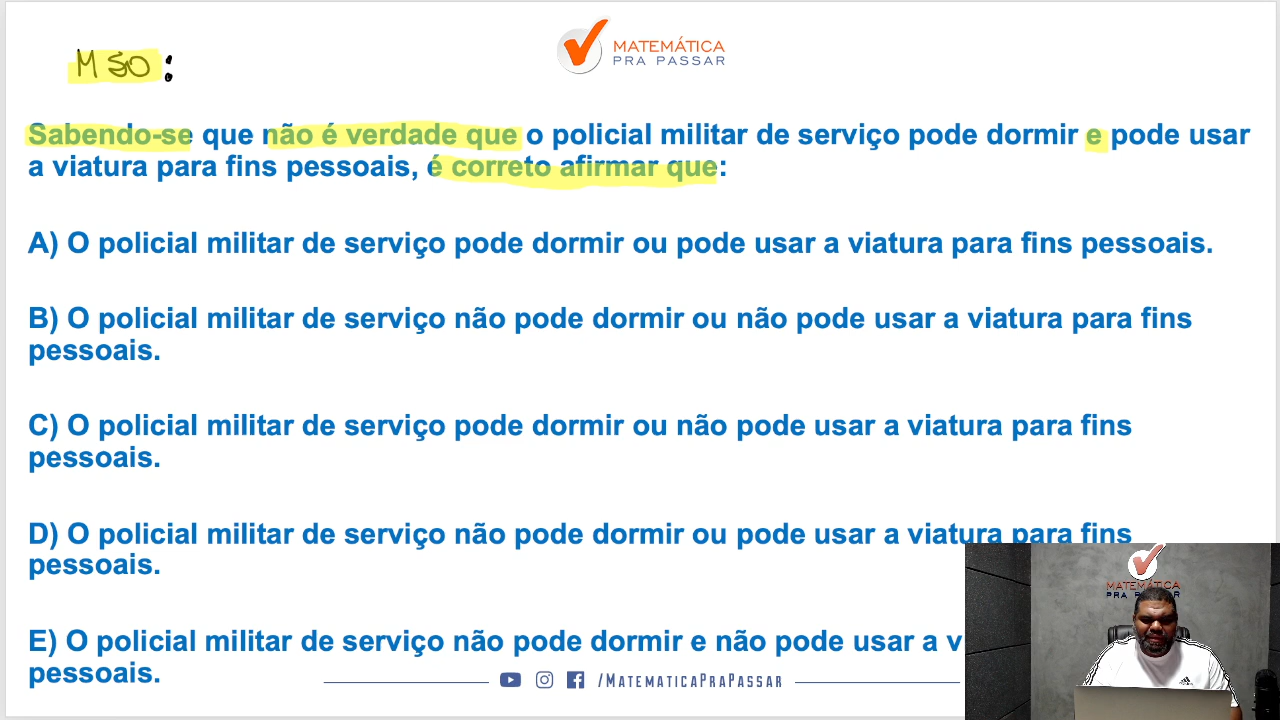 MATEMÁTICA
PRA PASSAR
Sabendo-se que não é verdade que o policial militar de serviço pode dormir e pode usar
a viatura para fins pessoais, é correto afirmar que:
A) O policial militar de serviço pode dormir ou pode usar a viatura para fins pessoais.
B) O policial militar de serviço não pode dormir ou não pode usar a viatura para fins
pessoais.
C) O policial militar de serviço pode dormir ou não pode usar a viatura para fins
pessoais.
D) O policial militar de serviço não pode dormir ou pode usar a viatura para fins
pessoais.
E) O policial militar de serviço não pode dormir e não pode usar a v
pessoais.
/MATEMATICAPRAPASSAR
MATEMÁTICA
PRA PASSAR